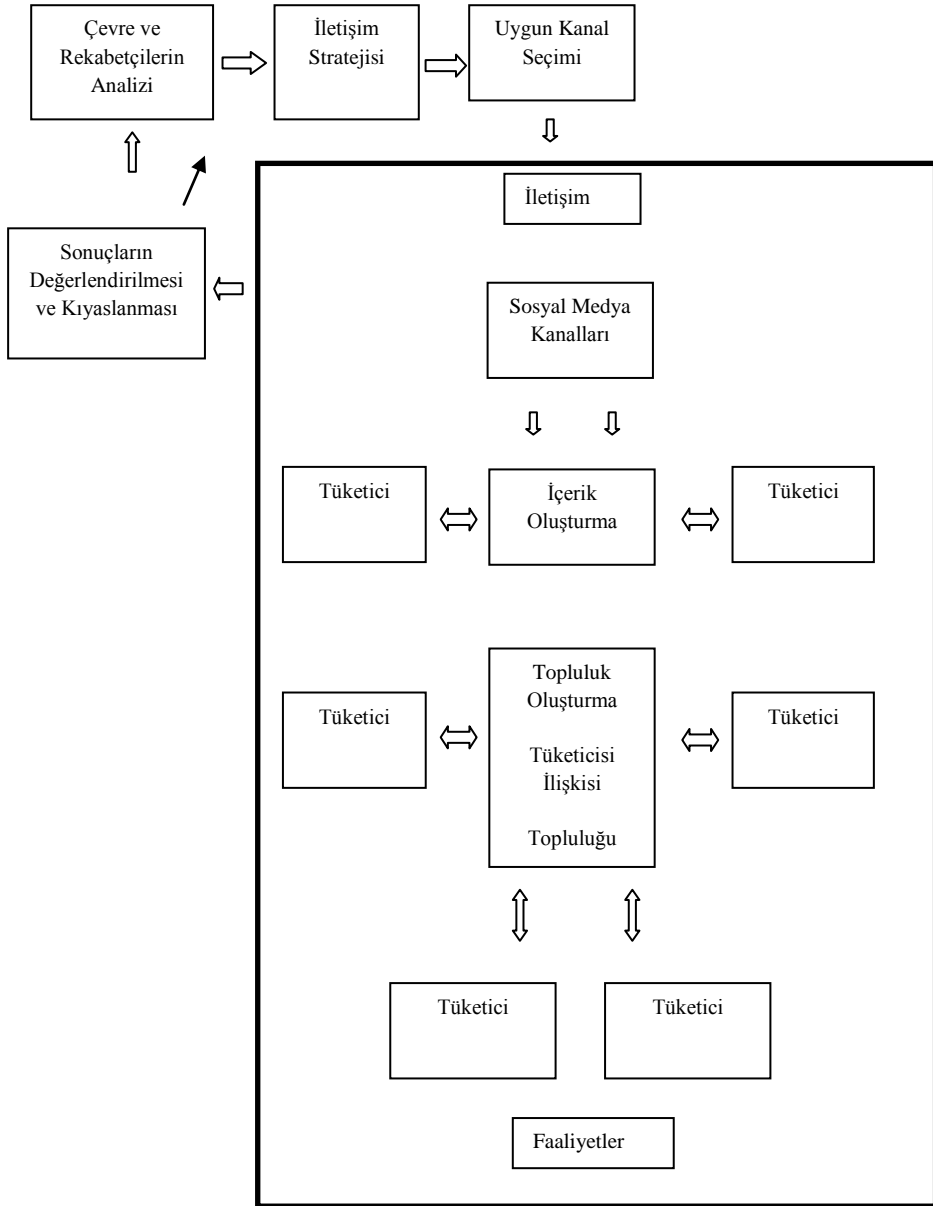 Çevre ve
Rekabetçilerin
Analizi
İletişim
Stratejisi
Uygun Kanal
Seçimi
İletişim
Sonuçların
Değerlendirilmesi
ve Kıyaslanması
Sosyal Medya
Kanalları
Tüketici
İçerik
Oluşturma
Tüketici
Tüketici
Topluluk
Oluşturma
Tüketicisi
İlişkisi
Topluluğu
Tüketici
Tüketici
Tüketici
Faaliyetler